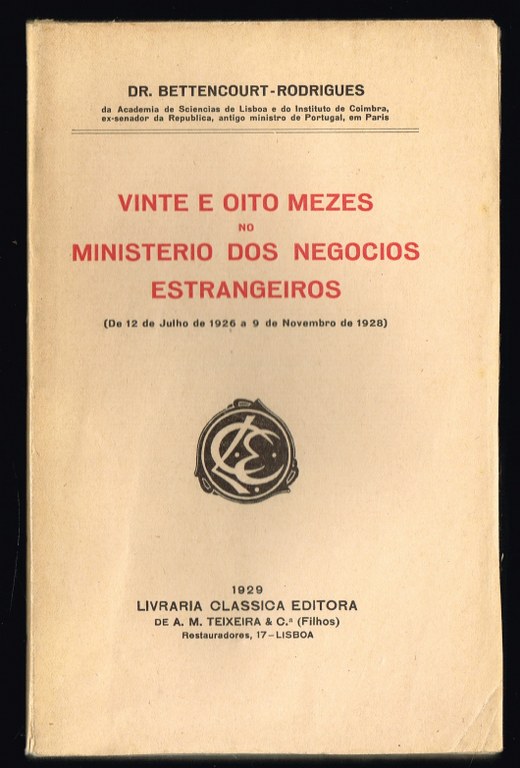 DR. BETTENCOURT-RODRIGUES
da Academia de Sciencias de Lisboa e do Instituto de Coimbra,
ex-senador da Republica, antigo ministro de Portugal, em Paris
VINTE E OITO MEZES
NO
MINISTERIO DOS NEGOCIOS
ESTRANGEIROS
(De 12 de Julho de 1926 a 9 de Novembro de 1928)
1929
LIVRARIA CLASSICA EDITORA
DE A. M. TEIXEIRA & C.ª (Filhos)
Restauradores, 17-LISBOA